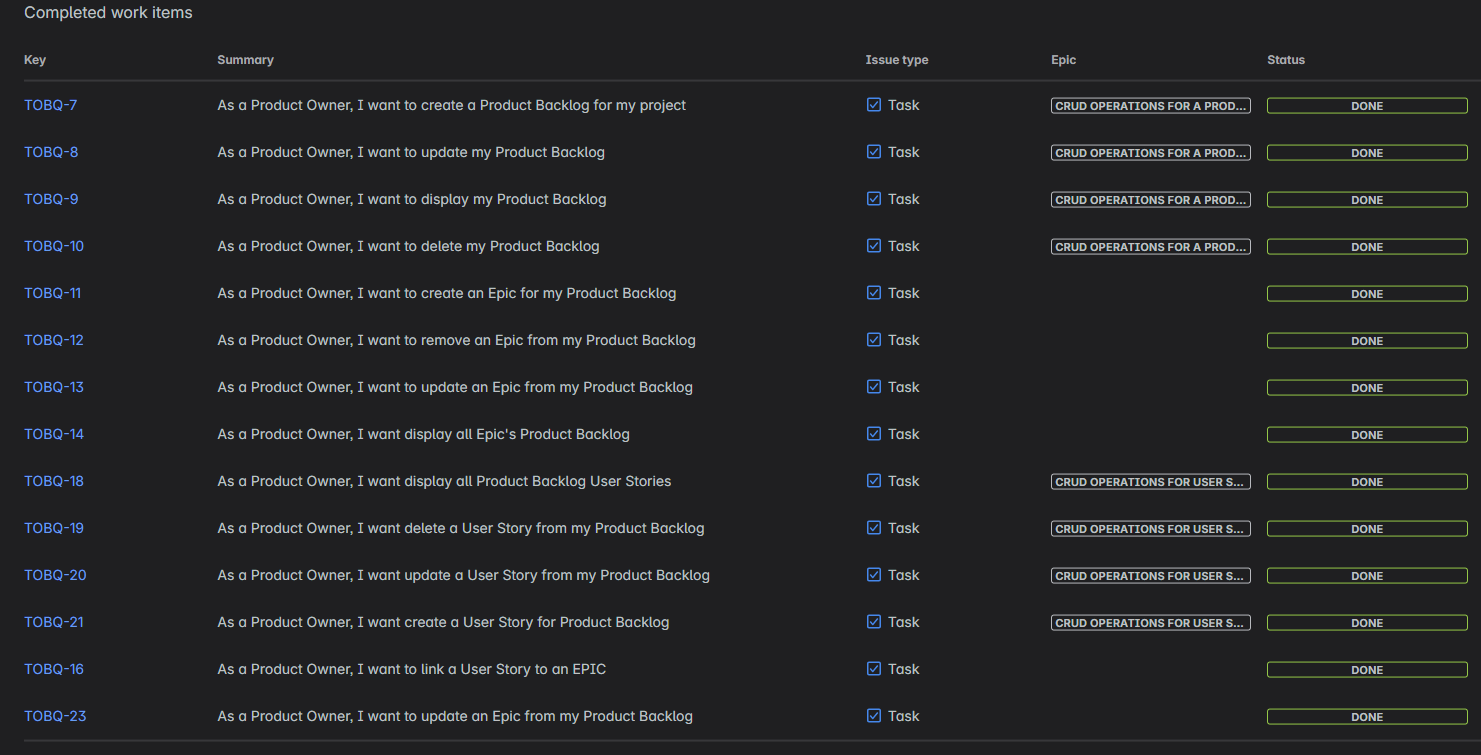 Completed work items
Key Summary Issue type Epic Status
TOBQ-7 As a Product Owner, I want to create a Product Backlog for my project Task CRUD OPERATIONS FOR A PROD... DONE
TOBQ-8 As a Product Owner, I want to update my Product Backlog Task CRUD OPERATIONS FOR A PROD... DONE
TOBQ-9 As a Product Owner, I want to display my Product Backlog Task CRUD OPERATIONS FOR A PROD... DONE
TOBQ-10 As a Product Owner, I want to delete my Product Backlog Task CRUD OPERATIONS FOR A PROD... DONE
TOBQ-11 As a Product Owner, I want to create an Epic for my Product Backlog Task DONE
TOBQ-12 As a Product Owner, I want to remove an Epic from my Product Backlog Task DONE
TOBQ-13 As a Product Owner, I want to update an Epic from my Product Backlog Task DONE
TOBQ-14 As a Product Owner, I want display all Epic's Product Backlog Task DONE
TOBQ-18 As a Product Owner, I want display all Product Backlog User Stories Task CRUD OPERATIONS FOR USER S... DONE
TOBQ-19 As a Product Owner, I want delete a User Story from my Product Backlog Task CRUD OPERATIONS FOR USER S... DONE
TOBQ-20 As a Product Owner, I want update a User Story from my Product Backlog Task CRUD OPERATIONS FOR USER S... DONE
TOBQ-21 As a Product Owner, I want create a User Story for Product Backlog Task CRUD OPERATIONS FOR USER S... DONE
TOBQ-16 As a Product Owner, I want to link a User Story to an EPIC Task DONE
TOBQ-23 As a Product Owner, I want to update an Epic from my Product Backlog Task DONE